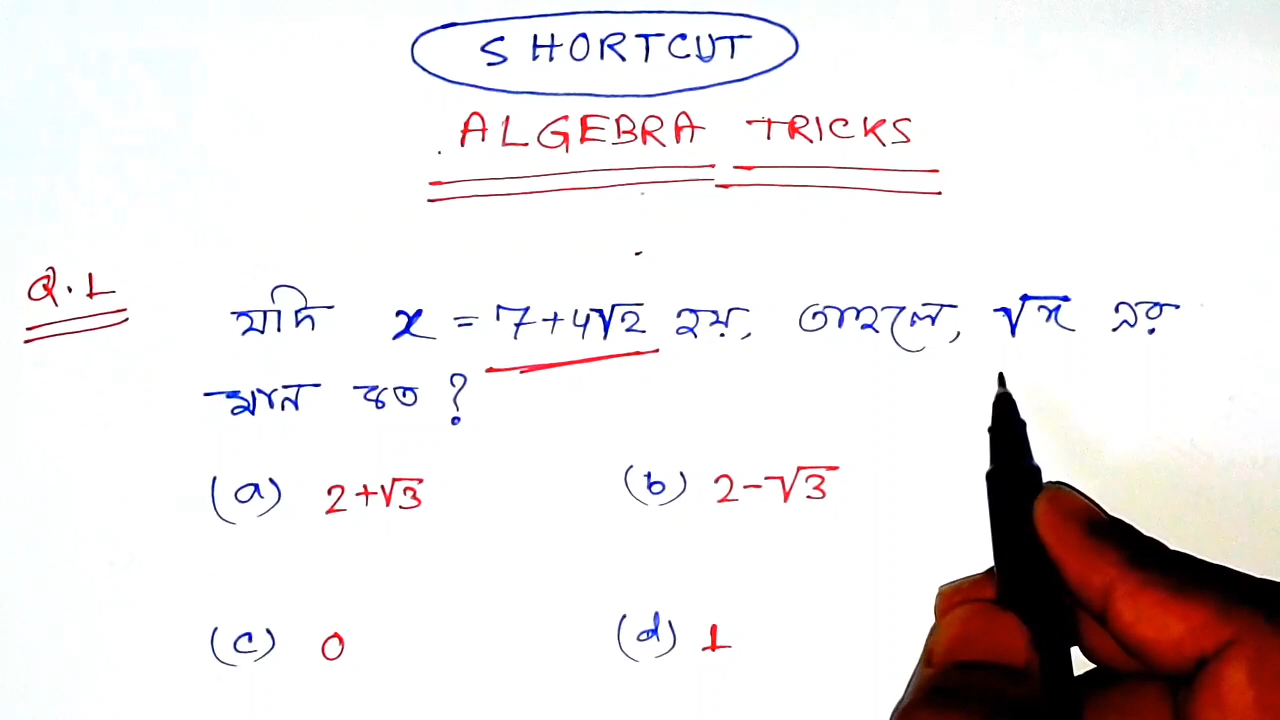 SHORTCUT
ALGEBRA TRICKS
Q.1 যদি x = 7+4√2 হয়, তাহলে, √x এর
মান কত ?
(a) 2+√3 (b) 2-√3
(c) 0 (d) 1